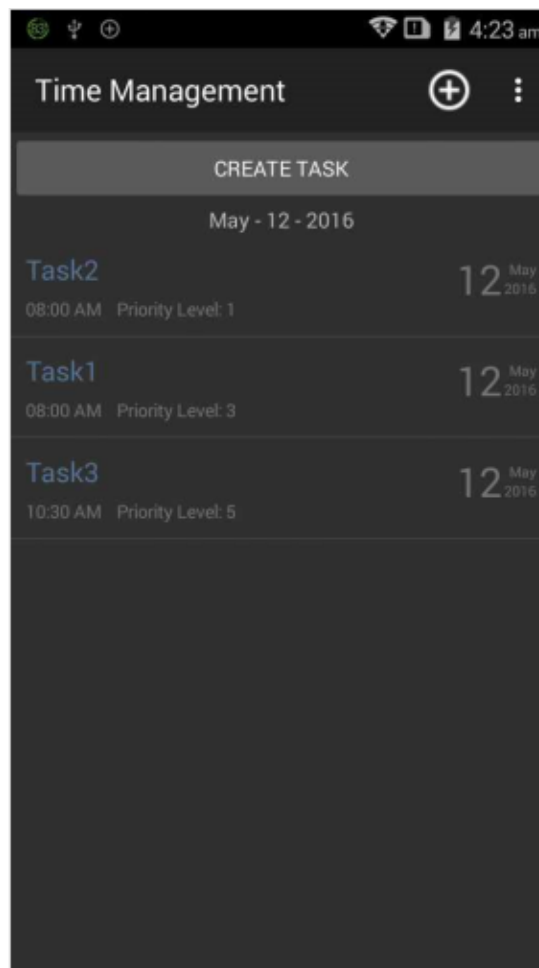 83 4:23 am
Time Management
CREATE TASK
May - 12 - 2016
Task2
12 May 2016
08:00 AM Priority Level: 1
Task1
12 May 2016
08:00 AM Priority Level: 3
Task3
12 May 2016
10:30 AM Priority Level: 5